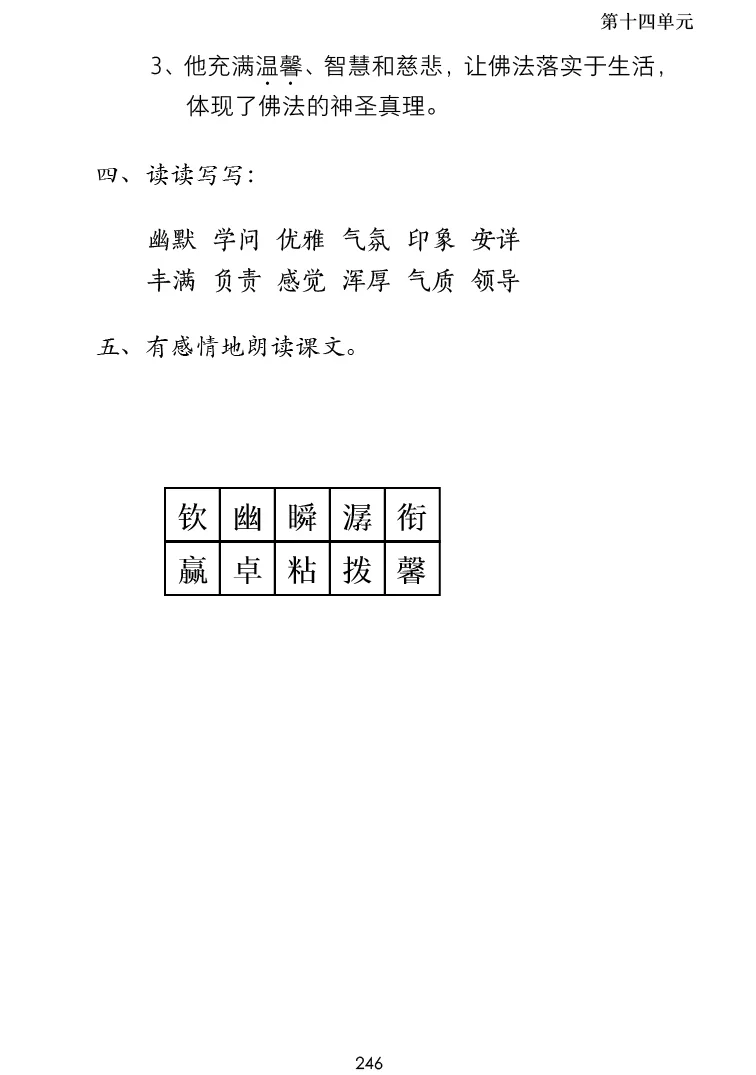 第十四单元
3、他充满温馨、智慧和慈悲，让佛法落实于生活，
体现了佛法的神圣真理。
四、读读写写：
幽默 学问 优雅 气氛 印象 安详
丰满 负责 感觉 浑厚 气质 领导
五、有感情地朗读课文。
钦 幽 瞬 潺 衔
赢 卓 粘 拨 馨
246